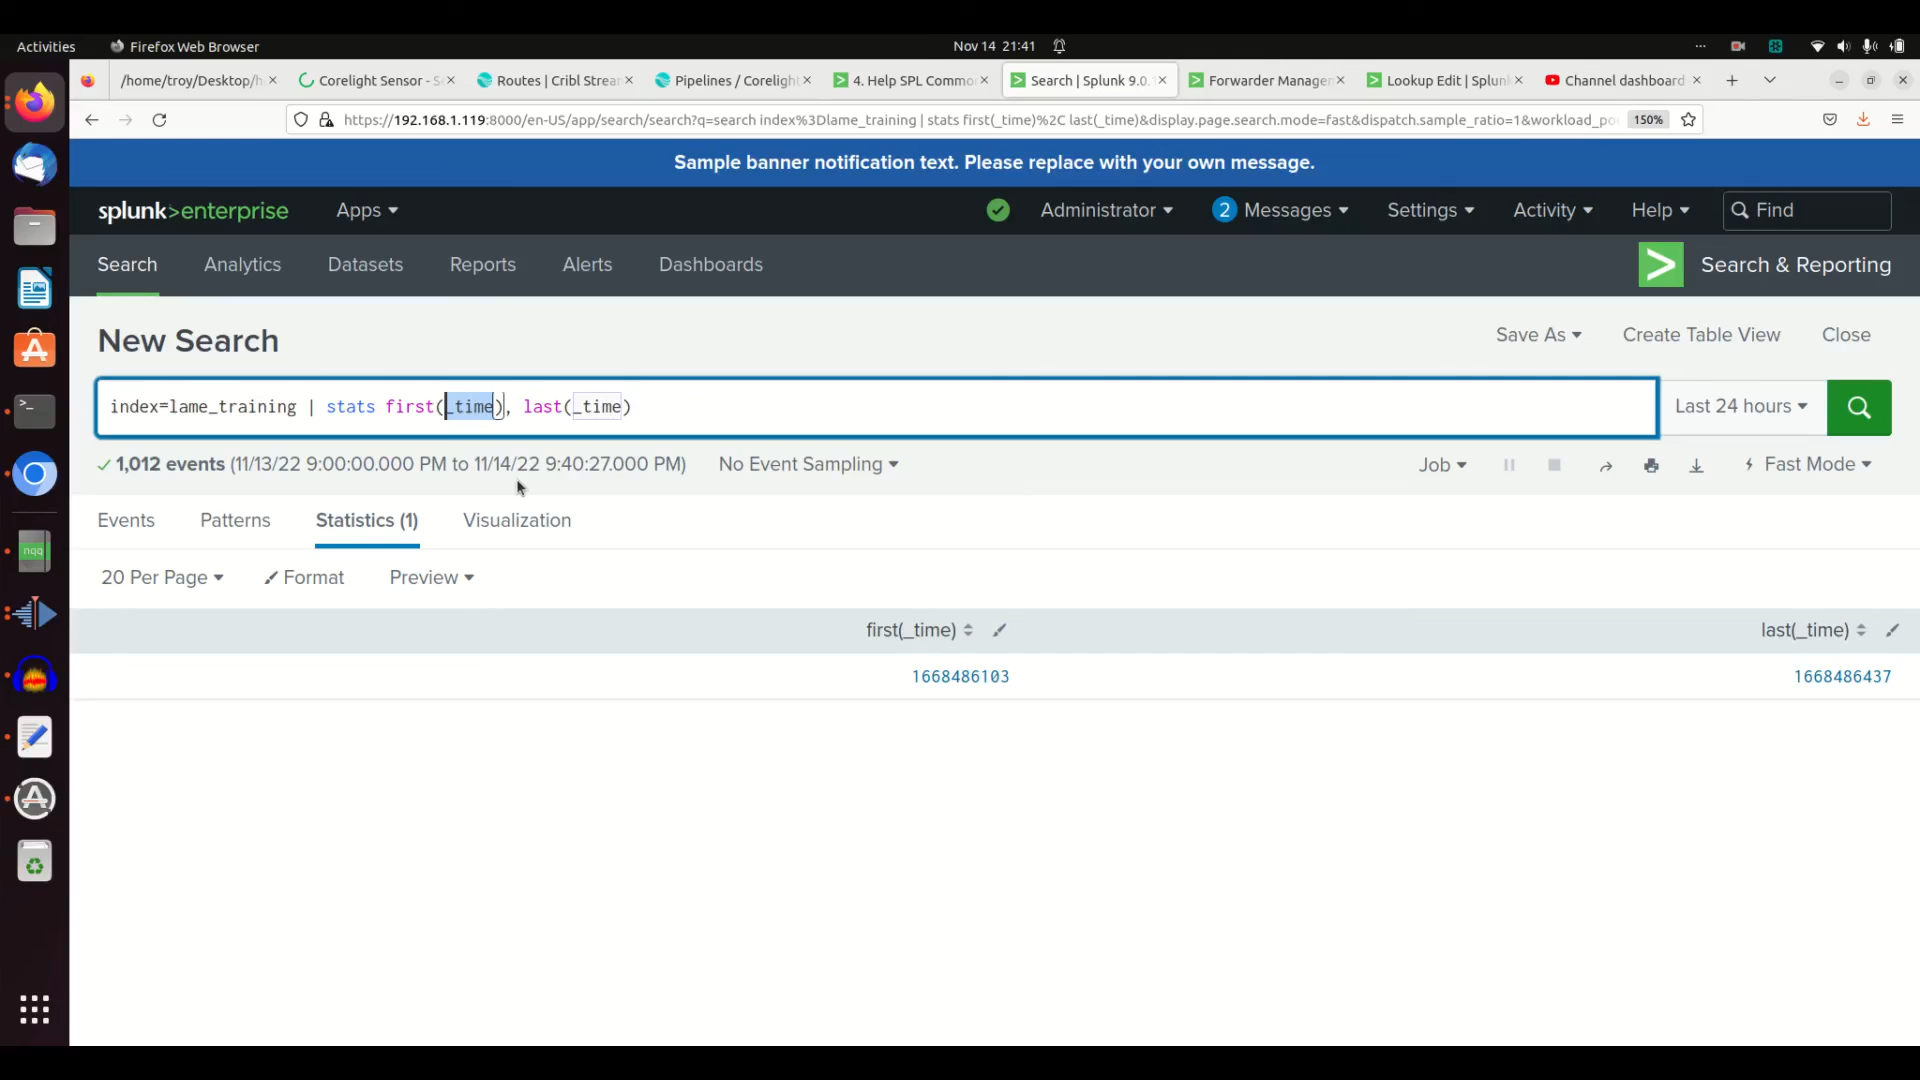 Activities Firefox Web Browser Nov 14 21:41
/home/troy/Desktop/h Corelight Sensor - S Routes | Cribl Strea Pipelines / Corelight 4. Help SPL Commo Search | Splunk 9.0. Forwarder Manage Lookup Edit | Splun Channel dashboard
https://192.168.1.119:8000/en-US/app/search/search?q=search index%3Dlame_training | stats first(_time)%2C last(_time)&display.page.search.mode=fast&dispatch.sample_ratio=1&workload_po 150%
Sample banner notification text. Please replace with your own message.
splunk>enterprise Apps Administrator 2 Messages Settings Activity Help Find
Search Analytics Datasets Reports Alerts Dashboards Search & Reporting
New Search Save As Create Table View Close
index=lame_training | stats first(_time), last(_time) Last 24 hours
1,012 events (11/13/22 9:00:00.000 PM to 11/14/22 9:40:27.000 PM) No Event Sampling Job Fast Mode
Events Patterns Statistics (1) Visualization
20 Per Page Format Preview
first(_time) last(_time)
1668486103 1668486437
nqq